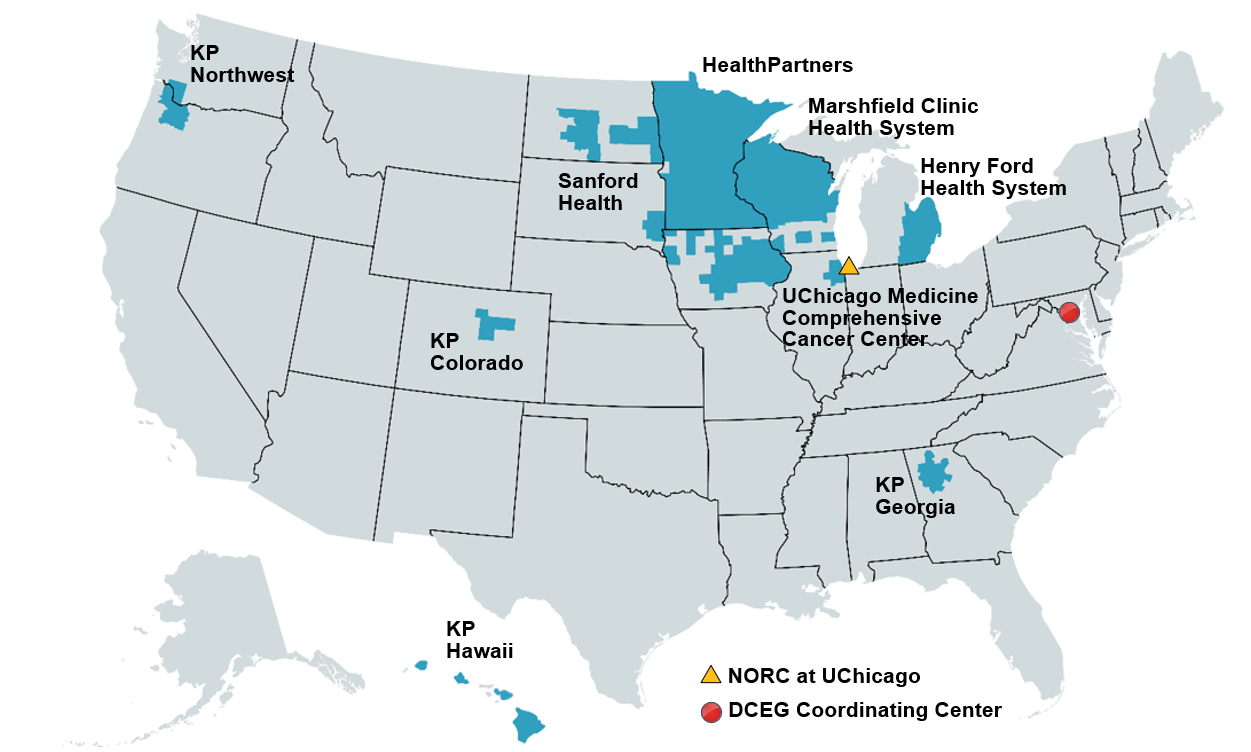 KP
Northwest
HealthPartners
Marshfield Clinic
Health System
Henry Ford
Health System
Sanford
Health
UChicago Medicine
Comprehensive
Cancer Center
KP
Colorado
KP
Georgia
KP
Hawaii
NORC at UChicago
DCEG Coordinating Center